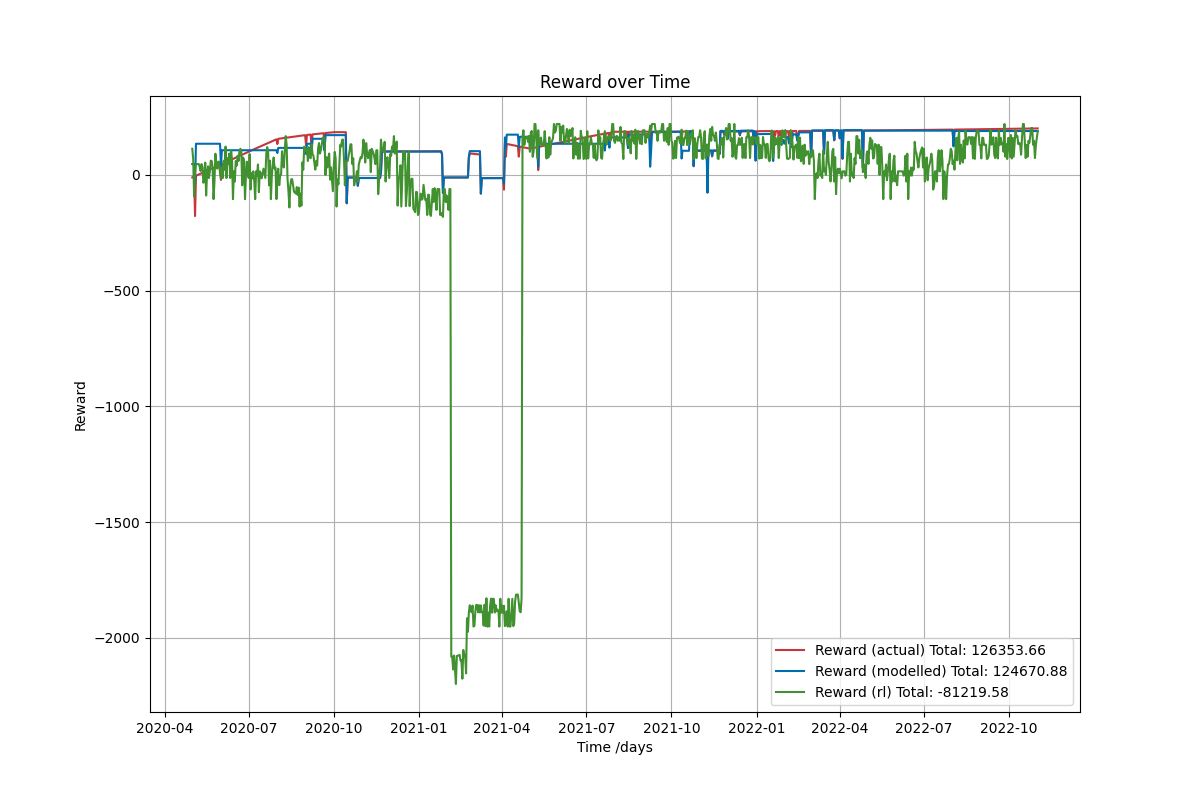 Reward over Time
Reward
0
−500
−1000
−1500
−2000
2020-04 2020-07 2020-10 2021-01 2021-04 2021-07 2021-10 2022-01 2022-04 2022-07 2022-10
Time /days
Reward (actual) Total: 126353.66
Reward (modelled) Total: 124670.88
Reward (rl) Total: -81219.58